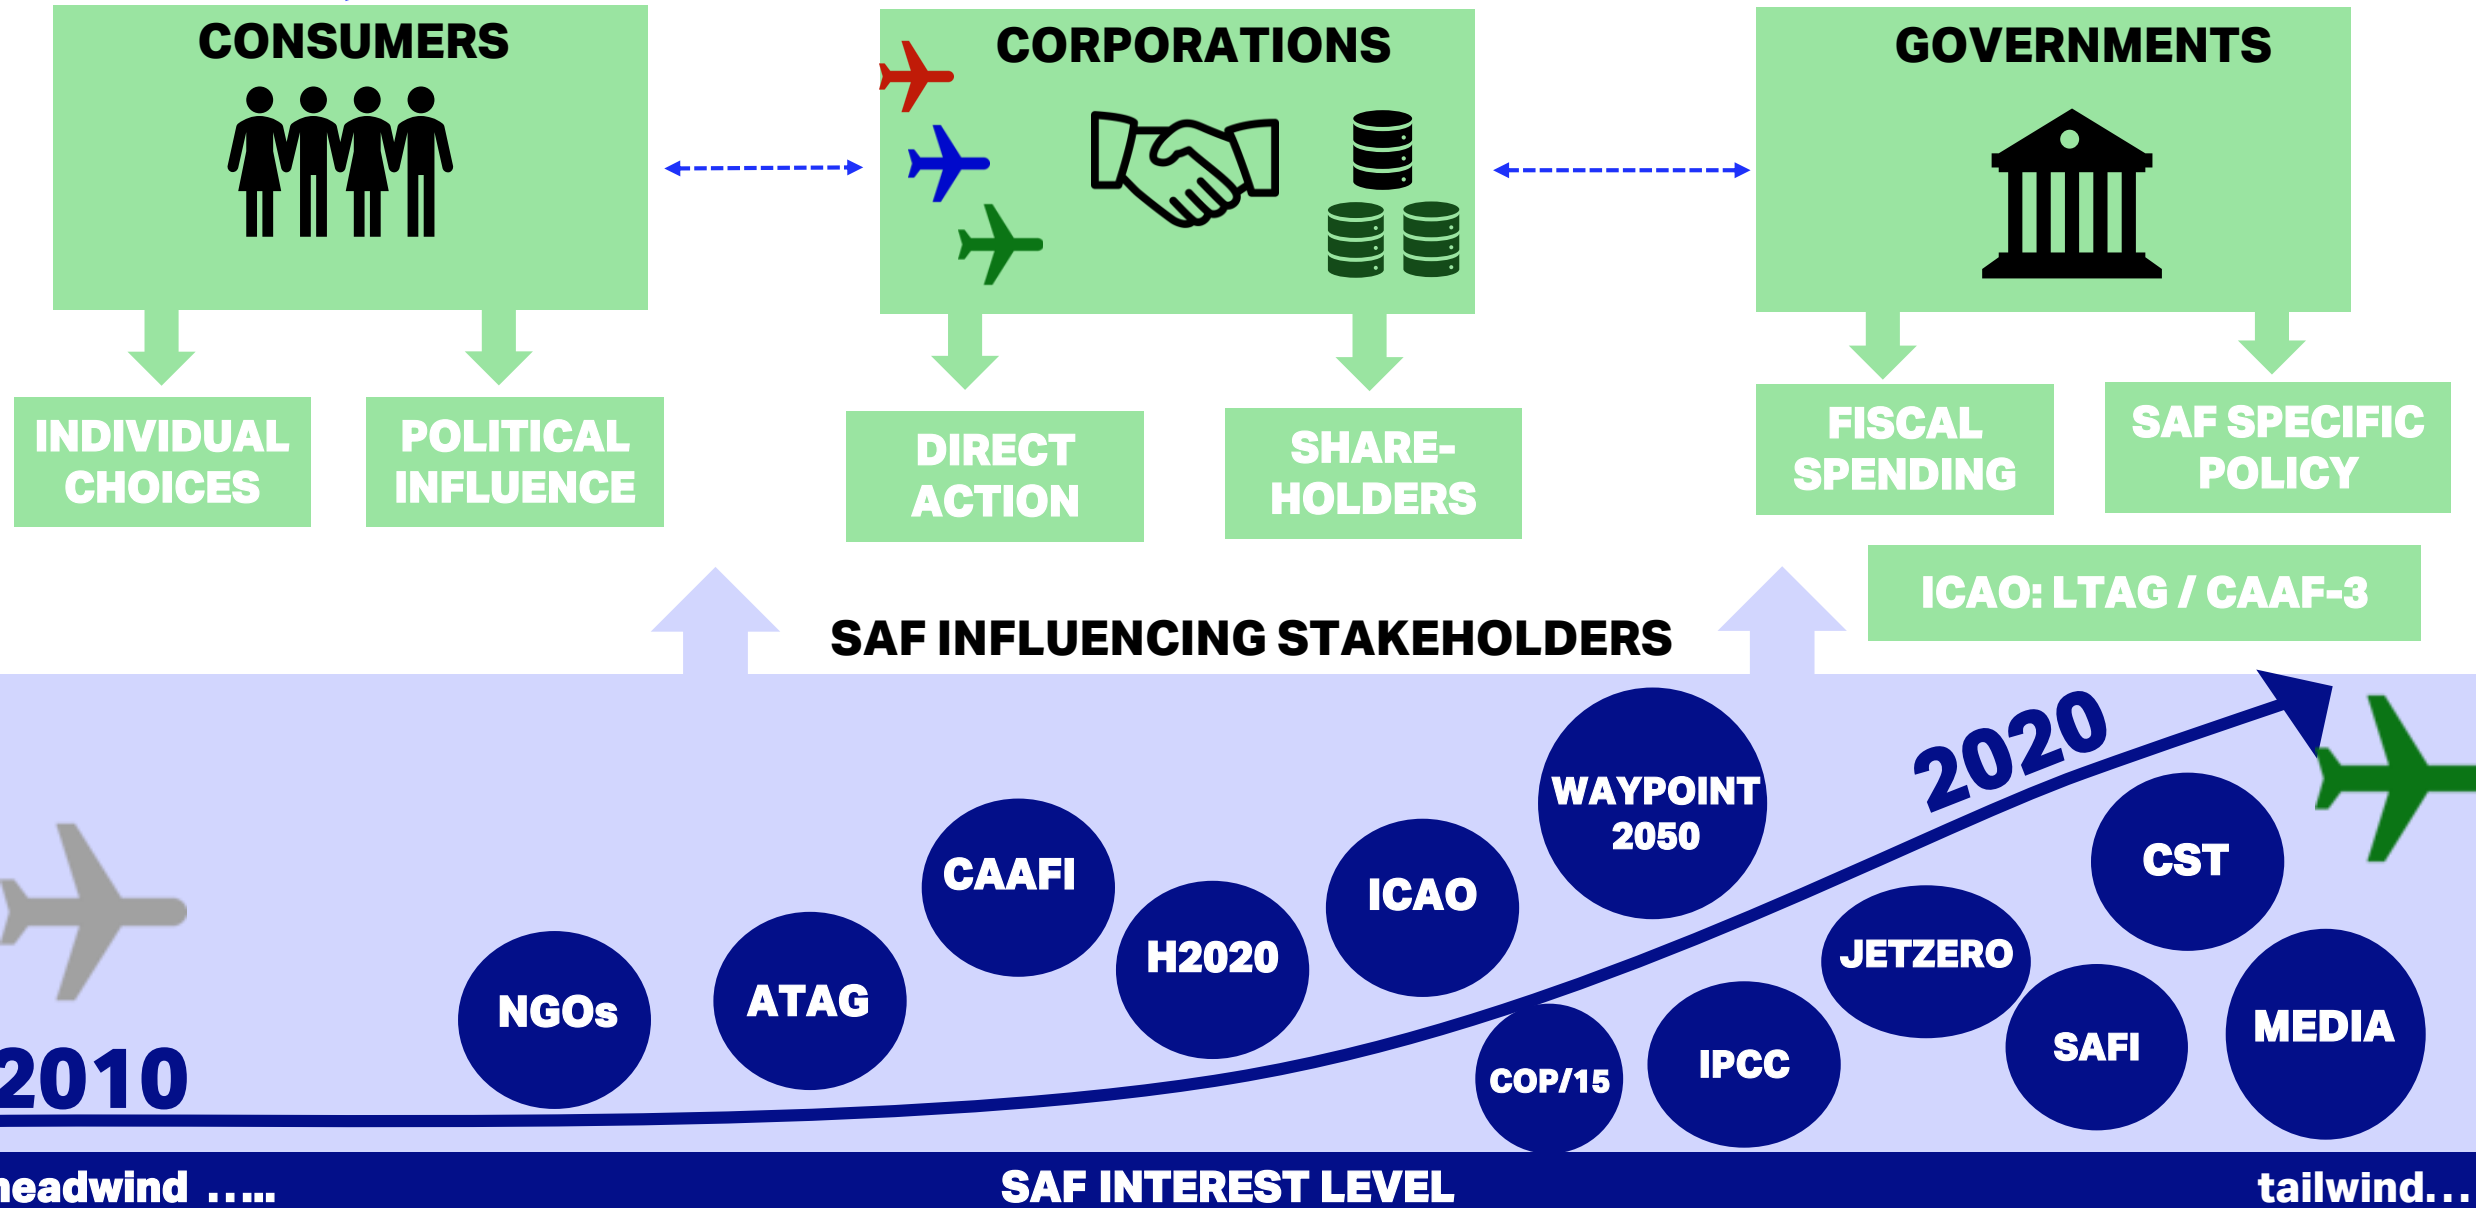 CONSUMERS
CORPORATIONS
GOVERNMENTS
INDIVIDUAL
CHOICES
POLITICAL
INFLUENCE
DIRECT
ACTION
SHARE-
HOLDERS
FISCAL
SPENDING
SAF SPECIFIC
POLICY
ICAO: LTAG / CAAF-3
SAF INFLUENCING STAKEHOLDERS
2010
2020
NGOs
ATAG
CAAFI
H2020
ICAO
WAYPOINT
2050
COP/15
IPCC
JETZERO
SAFI
CST
MEDIA
headwind .....
SAF INTEREST LEVEL
tailwind...